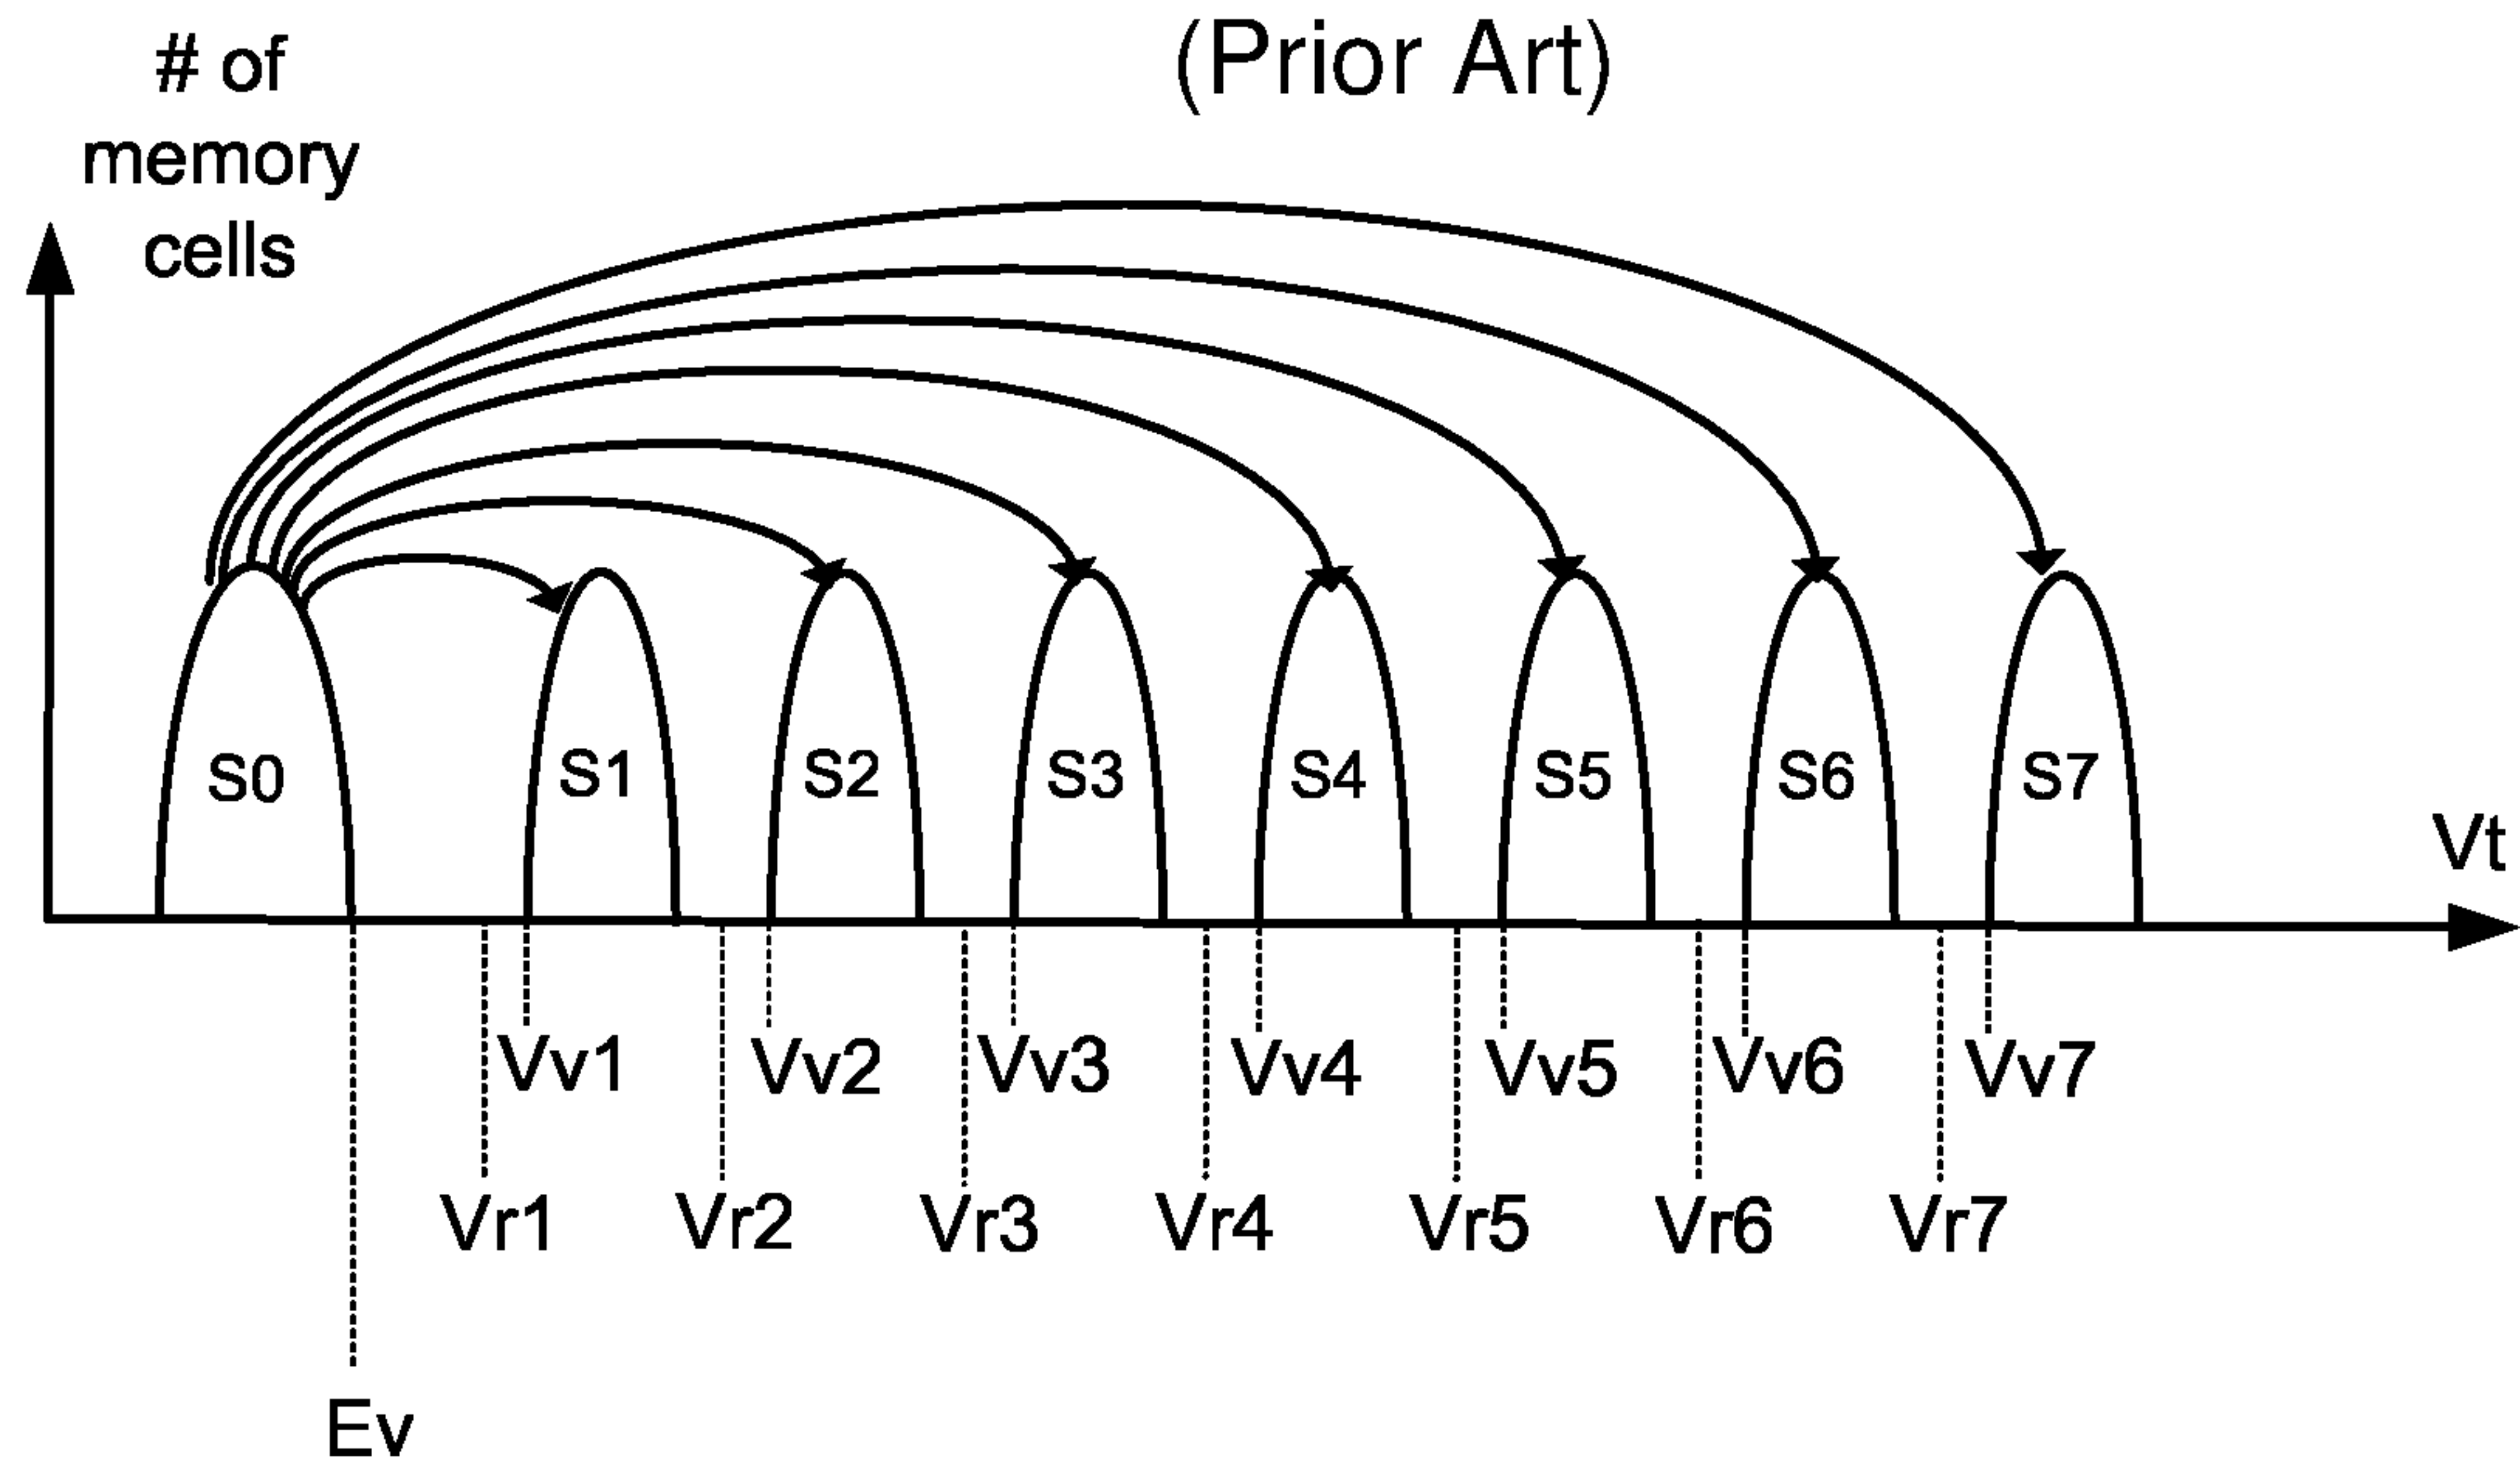 (Prior Art)
# of
memory
cells
S0 S1 S2 S3 S4 S5 S6 S7
Vt
Vv1 Vv2 Vv3 Vv4 Vv5 Vv6 Vv7
Vr1 Vr2 Vr3 Vr4 Vr5 Vr6 Vr7
Ev